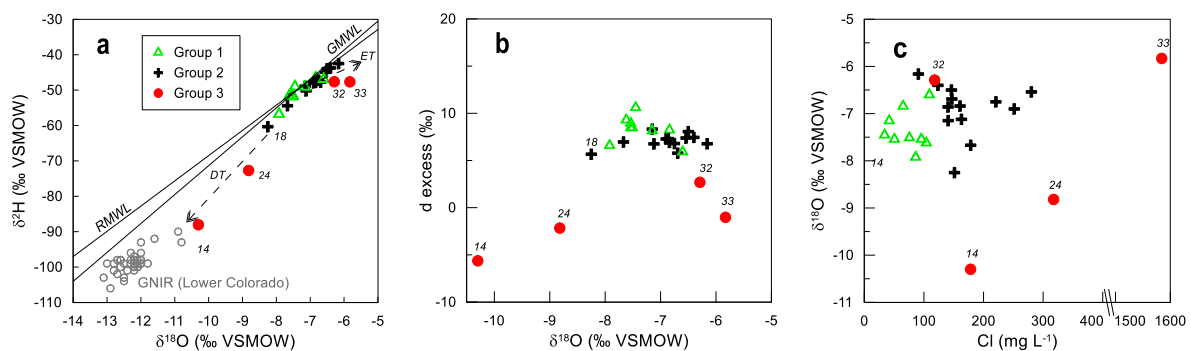 -30
-40
-50
-60
-70
-80
-90
-100
-110
δ²H (‰ VSMOW)
a
Group 1
Group 2
Group 3
GMWL
ET
32
33
18
DT
24
RMWL
14
GNIR (Lower Colorado)
-14 -13 -12 -11 -10 -9 -8 -7 -6 -5
δ¹⁸O (‰ VSMOW)
20
10
0
-10
d excess (‰)
b
18
32
33
24
14
-10 -9 -8 -7 -6 -5
δ¹⁸O (‰ VSMOW)
-5
-6
-7
-8
-9
-10
-11
δ¹⁸O (‰ VSMOW)
c
33
32
14
24
14
0 100 200 300 400 1500 1600
Cl (mg L⁻¹)